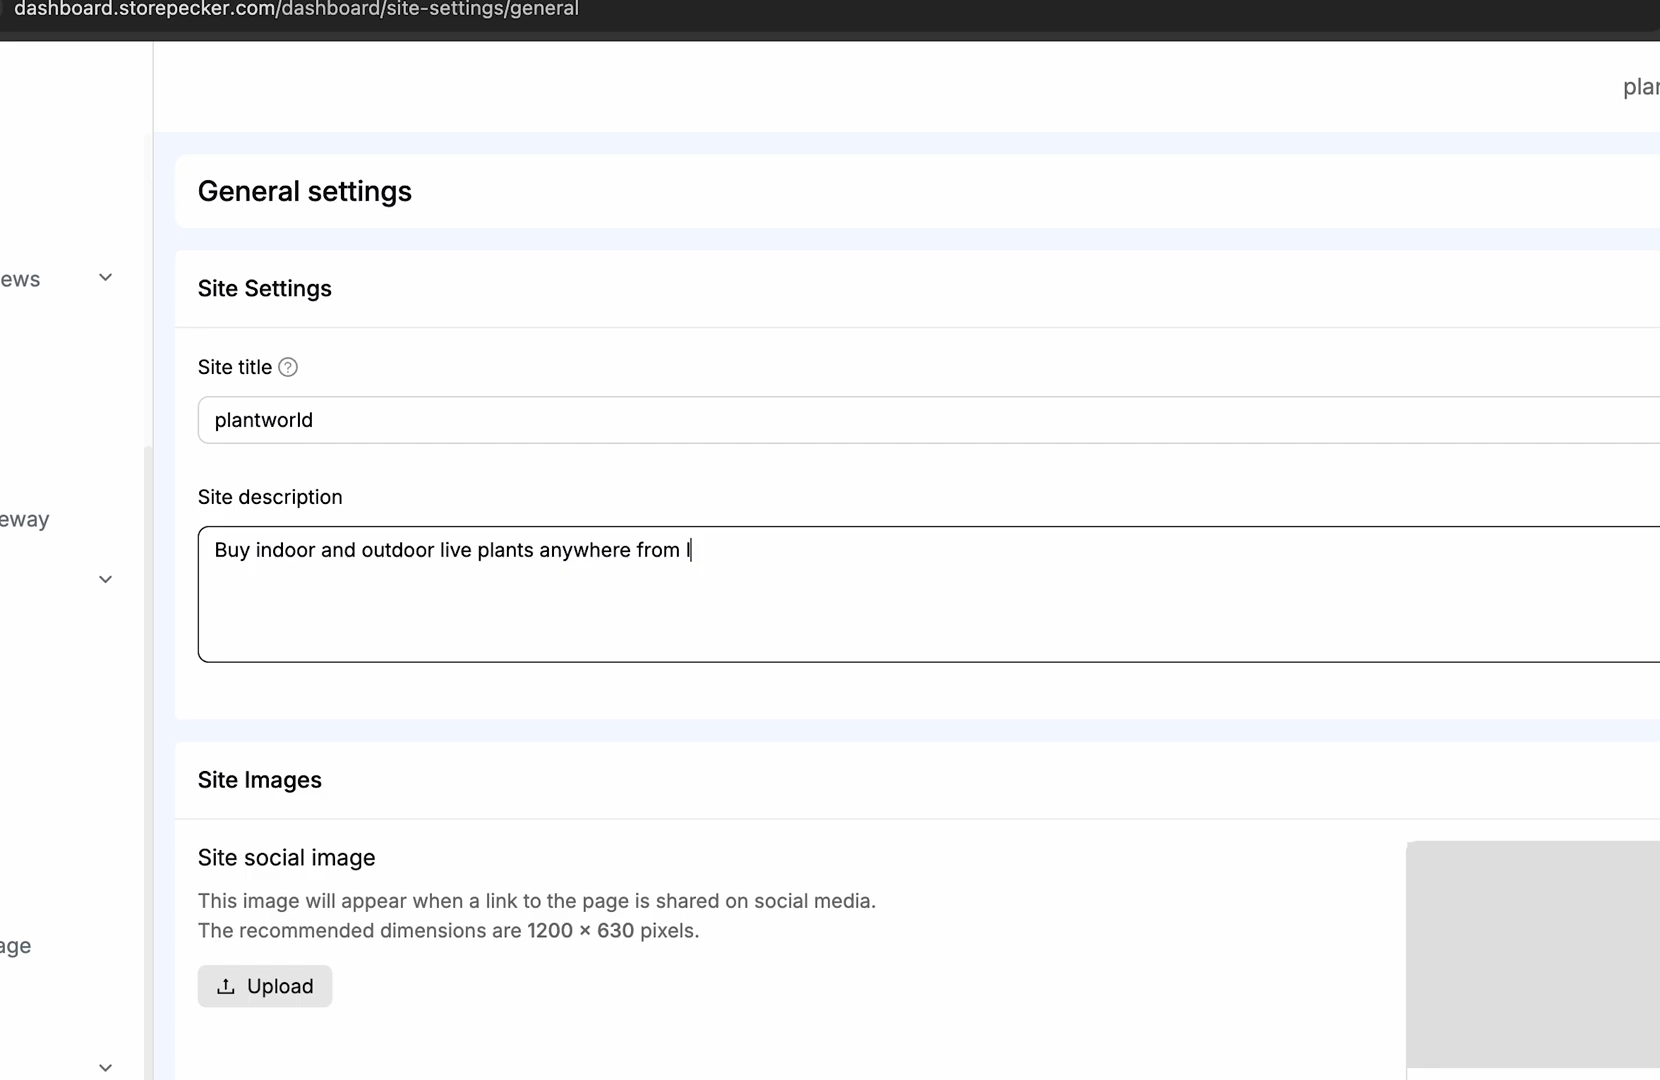 dashboard.storepecker.com/dashboard/site-settings/general
plan
General settings
ews
Site Settings
Site title ?
plantworld
Site description
eway
Buy indoor and outdoor live plants anywhere from I
Site Images
Site social image
This image will appear when a link to the page is shared on social media.
The recommended dimensions are 1200 × 630 pixels.
age
Upload